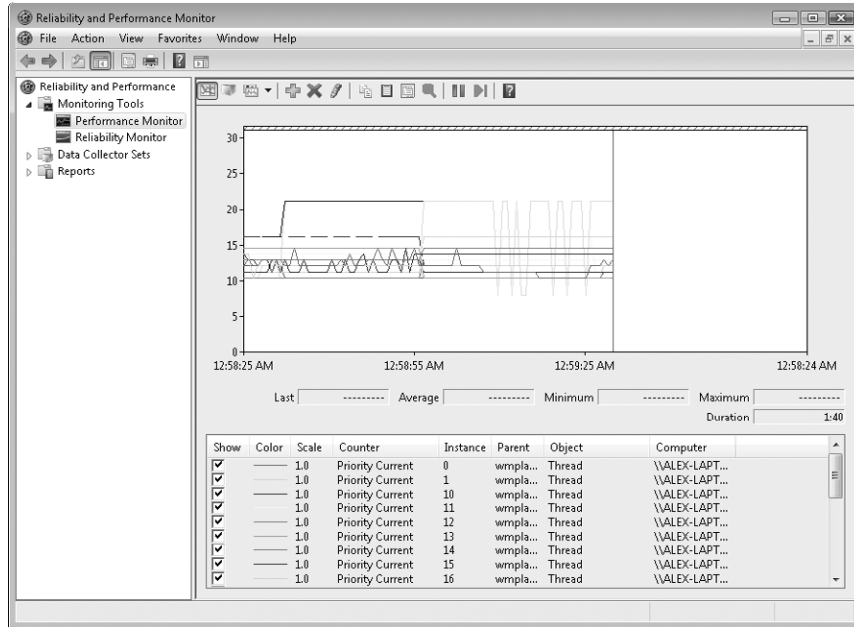 Reliability and Performance Monitor
File Action View Favorites Window Help
Reliability and Performance
Monitoring Tools
Performance Monitor
Reliability Monitor
Data Collector Sets
Reports
30
25
20
15
10
5
0
12:58:25 AM 12:58:55 AM 12:59:25 AM 12:58:24 AM
Last --------- Average --------- Minimum --------- Maximum ---------
Duration 1:40
Show Color Scale Counter Instance Parent Object Computer
1.0 Priority Current 0 wmpla... Thread \\ALEX-LAPT...
1.0 Priority Current 1 wmpla... Thread \\ALEX-LAPT...
1.0 Priority Current 10 wmpla... Thread \\ALEX-LAPT...
1.0 Priority Current 11 wmpla... Thread \\ALEX-LAPT...
1.0 Priority Current 12 wmpla... Thread \\ALEX-LAPT...
1.0 Priority Current 13 wmpla... Thread \\ALEX-LAPT...
1.0 Priority Current 14 wmpla... Thread \\ALEX-LAPT...
1.0 Priority Current 15 wmpla... Thread \\ALEX-LAPT...
1.0 Priority Current 16 wmpla... Thread \\ALEX-LAPT...